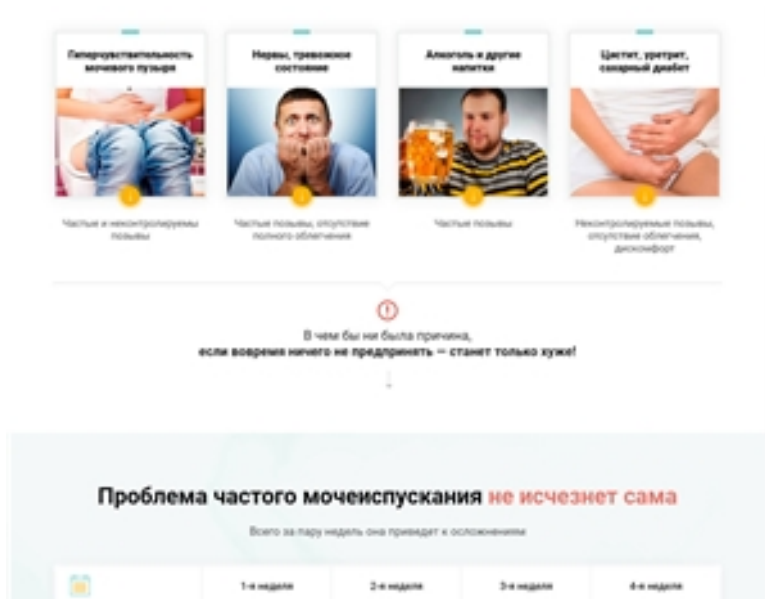 Гиперчувствительность
мочевого пузыря
Нервы, тревожное
состояние
Алкоголь и другие
напитки
Цистит, уретрит,
сахарный диабет
Частые и неконтролируемы
позывы
Частые позывы, отсутствие
полного облегчения
Частые позывы
Неконтролируемые позывы,
отсутствие облегчения,
дискомфорт
В чем бы ни была причина,
если вовремя ничего не предпринять — станет только хуже!
Проблема частого мочеиспускания не исчезнет сама
Всего за пару недель она приведет к осложнениям
1-я неделя
2-я неделя
3-я неделя
4-я неделя